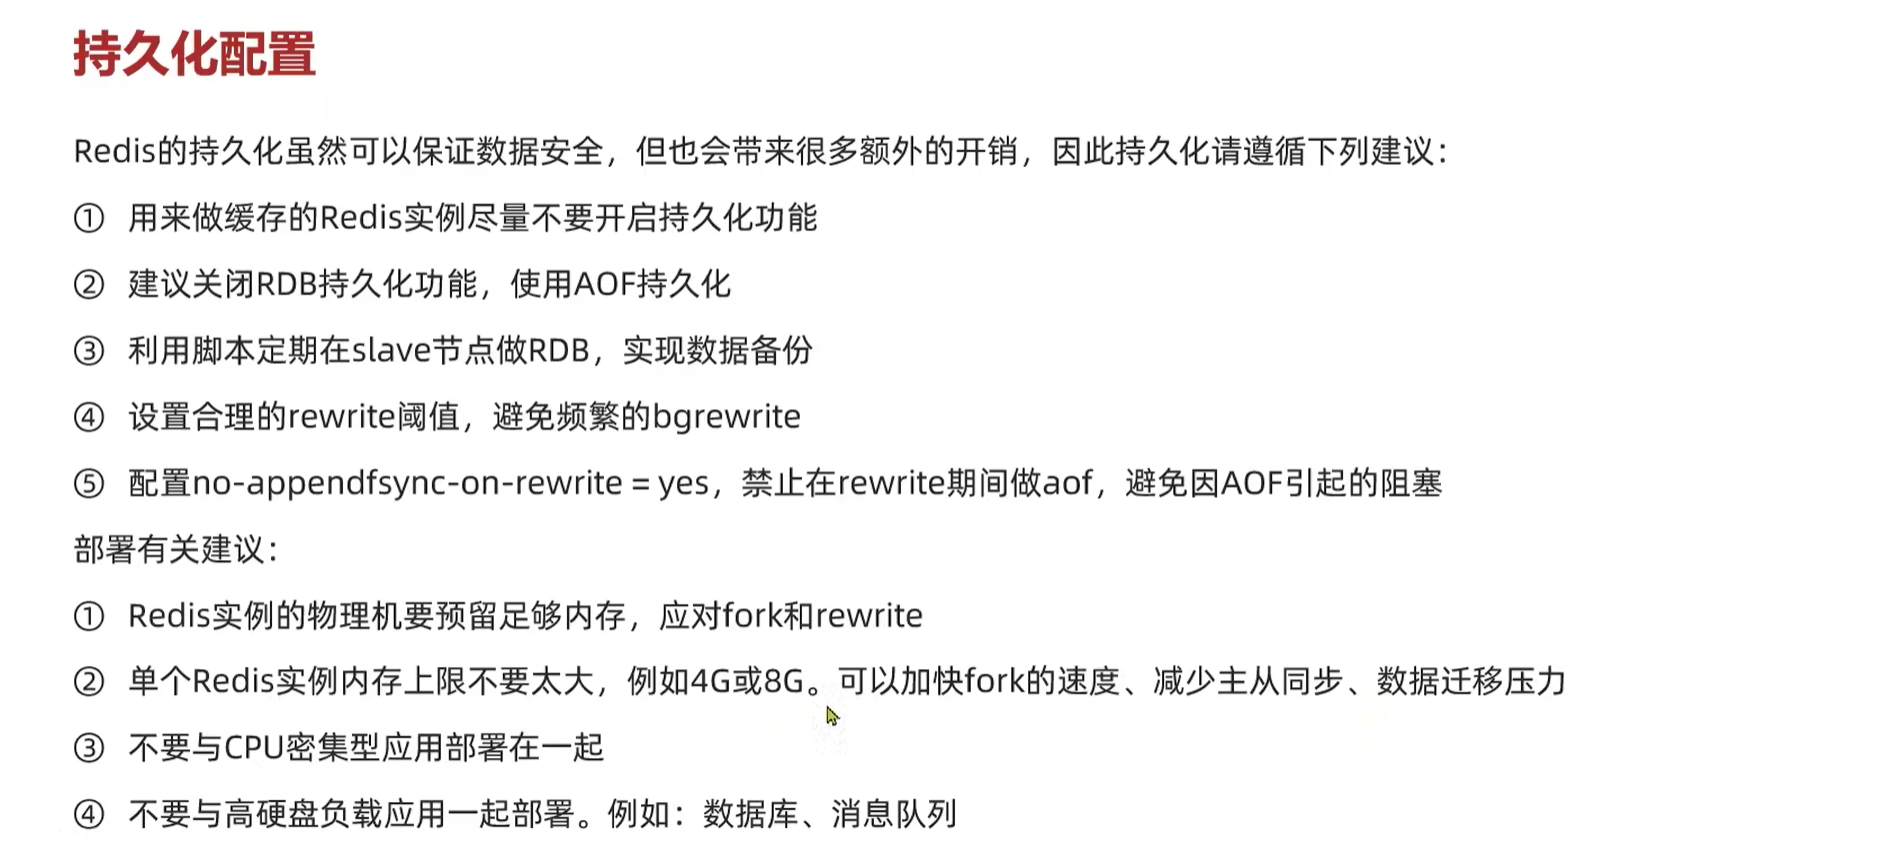 持久化配置
Redis的持久化虽然可以保证数据安全，但也会带来很多额外的开销，因此持久化请遵循下列建议：
① 用来做缓存的Redis实例尽量不要开启持久化功能
② 建议关闭RDB持久化功能，使用AOF持久化
③ 利用脚本定期在slave节点做RDB，实现数据备份
④ 设置合理的rewrite阈值，避免频繁的bgrewrite
⑤ 配置no-appendfsync-on-rewrite = yes，禁止在rewrite期间做aof，避免因AOF引起的阻塞
部署有关建议：
① Redis实例的物理机要预留足够内存，应对fork和rewrite
② 单个Redis实例内存上限不要太大，例如4G或8G。可以加快fork的速度、减少主从同步、数据迁移压力
③ 不要与CPU密集型应用部署在一起
④ 不要与高硬盘负载应用一起部署。例如：数据库、消息队列